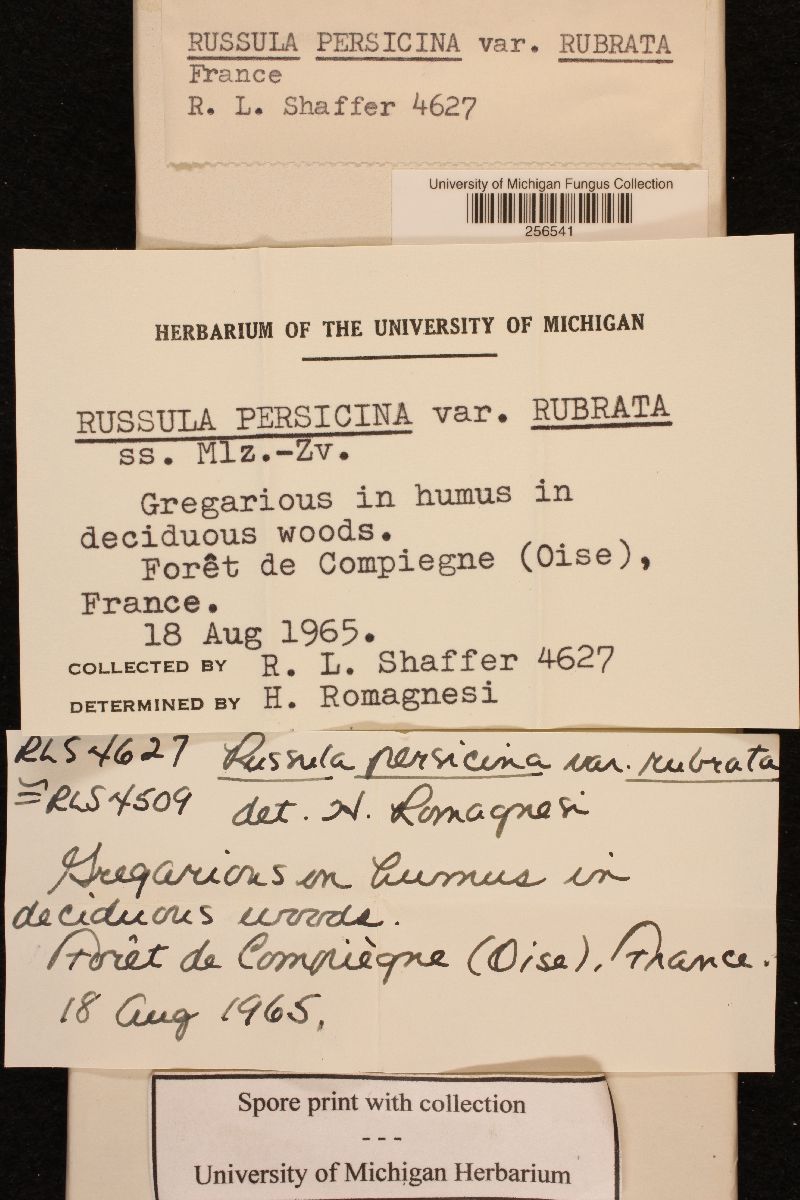 RUSSULA PERSICINA var. RUBRATA
France
R. L. Shaffer 4627
University of Michigan Fungus Collection
256541
HERBARIUM OF THE UNIVERSITY OF MICHIGAN
RUSSULA PERSICINA var. RUBRATA
ss. Mlz.-Zv.
Gregarious in humus in
deciduous woods.
Forêt de Compiegne (Oise),
France.
18 Aug 1965.
COLLECTED BY R. L. Shaffer 4627
DETERMINED BY H. Romagnesi
RLS 4627 Russula persicina var. rubrata
≅ RLS 4509 det. H. Romagnesi
Gregarious on humus in
deciduous woods.
Forêt de Compiègne (Oise), France.
18 Aug 1965.
Spore print with collection
---
University of Michigan Herbarium